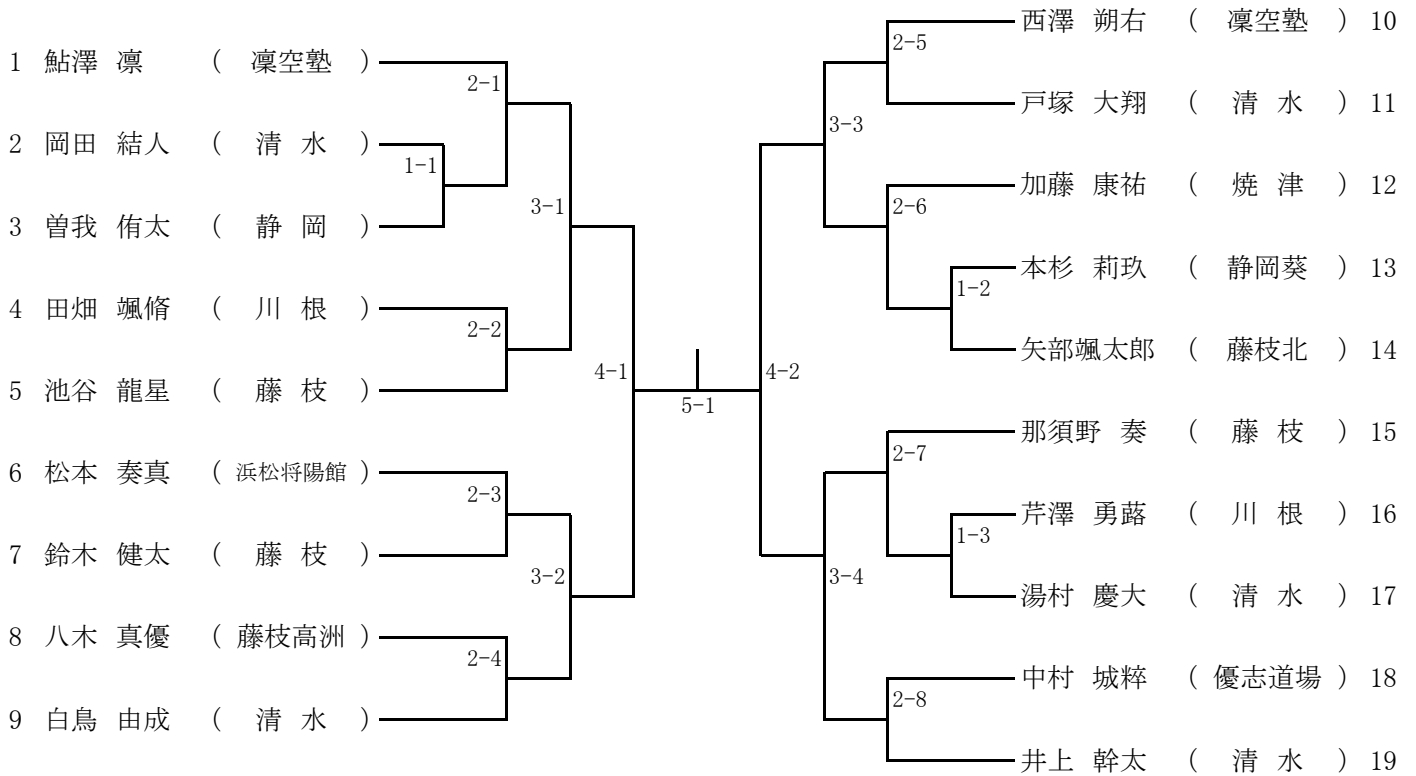 1 鮎澤 凛 ( 凜空塾 )
2 岡田 結人 ( 清 水 )
3 曽我 侑太 ( 静 岡 )
4 田畑 颯脩 ( 川 根 )
5 池谷 龍星 ( 藤 枝 )
6 松本 奏真 ( 浜松将陽館 )
7 鈴木 健太 ( 藤 枝 )
8 八木 真優 ( 藤枝高洲 )
9 白鳥 由成 ( 清 水 )
2-1
1-1
3-1
2-2
4-1
2-3
3-2
2-4
5-1
4-2
2-5
3-3
2-6
1-2
2-7
1-3
3-4
2-8
西澤 朔右 ( 凜空塾 ) 10
戸塚 大翔 ( 清 水 ) 11
加藤 康祐 ( 焼 津 ) 12
本杉 莉玖 ( 静岡葵 ) 13
矢部颯太郎 ( 藤枝北 ) 14
那須野 奏 ( 藤 枝 ) 15
芹澤 勇蕗 ( 川 根 ) 16
湯村 慶大 ( 清 水 ) 17
中村 城粹 ( 優志道場 ) 18
井上 幹太 ( 清 水 ) 19